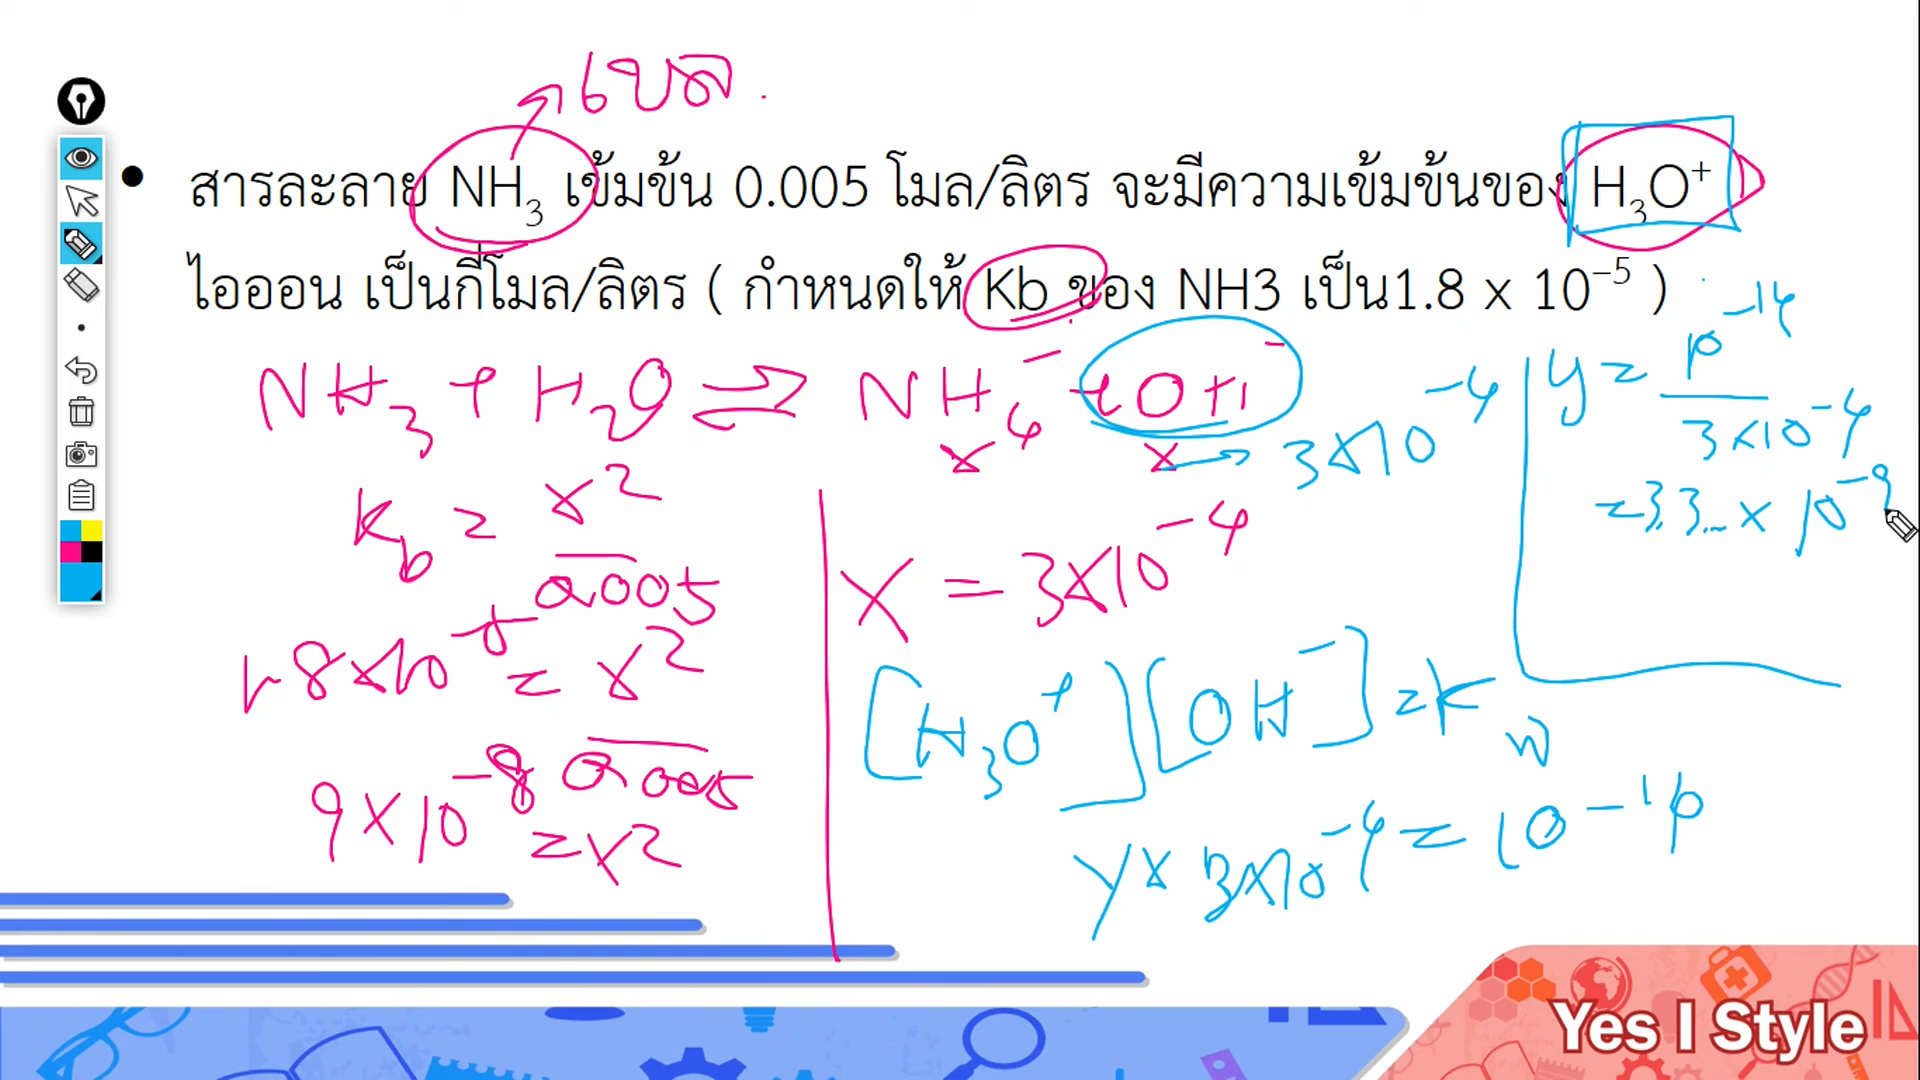 เบส.
• สารละลาย NH₃ เข้มข้น 0.005 โมล/ลิตร จะมีความเข้มข้นของ H₃O⁺
ไอออน เป็นกี่โมล/ลิตร ( กำหนดให้ Kb ของ NH3 เป็น1.8 x 10⁻⁵ )
NH₃ + H₂O ⇌ NH₄⁻ + OH⁻
x x → 3x10⁻⁴
Kb = x²/0.005
1.8x10⁻⁵ = x²/0.005
9x10⁻⁸ = x²
X = 3x10⁻⁴
[H₃O⁺][OH⁻] = Kw
y x 3x10⁻⁴ = 10⁻¹⁴
y = 10⁻¹⁴/3x10⁻⁴
= 3.3.. x 10⁻⁹
Yes I Style